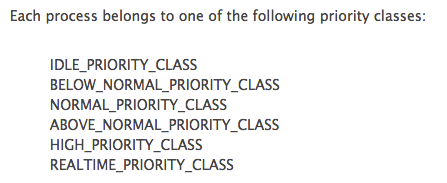 Each process belongs to one of the following priority classes:
IDLE_PRIORITY_CLASS
BELOW_NORMAL_PRIORITY_CLASS
NORMAL_PRIORITY_CLASS
ABOVE_NORMAL_PRIORITY_CLASS
HIGH_PRIORITY_CLASS
REALTIME_PRIORITY_CLASS